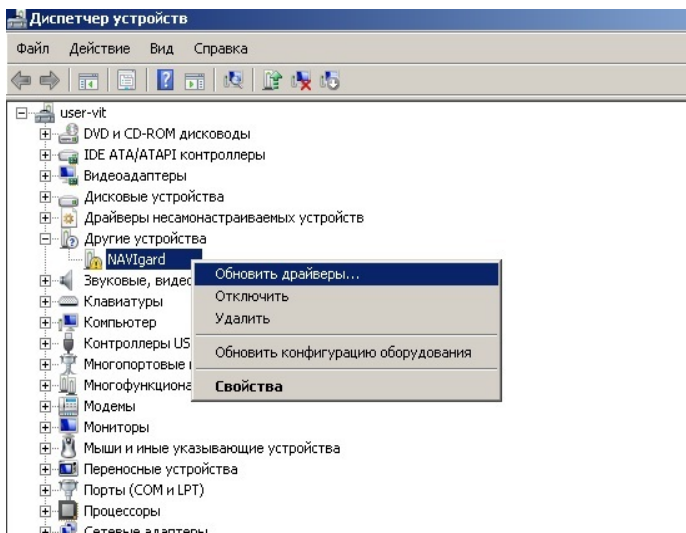 Диспетчер устройств
Файл Действие Вид Справка
user-vit
DVD и CD-ROM дисководы
IDE ATA/ATAPI контроллеры
Видеоадаптеры
Дисковые устройства
Драйверы несамонастраиваемых устройств
Другие устройства
NAVIgard
Обновить драйверы...
Отключить
Удалить
Обновить конфигурацию оборудования
Свойства
Звуковые, видео
Клавиатуры
Компьютер
Контроллеры US
Многопортовые
Многофункциона
Модемы
Мониторы
Мыши и иные указывающие устройства
Переносные устройства
Порты (COM и LPT)
Процессоры
Сетевые адаптеры